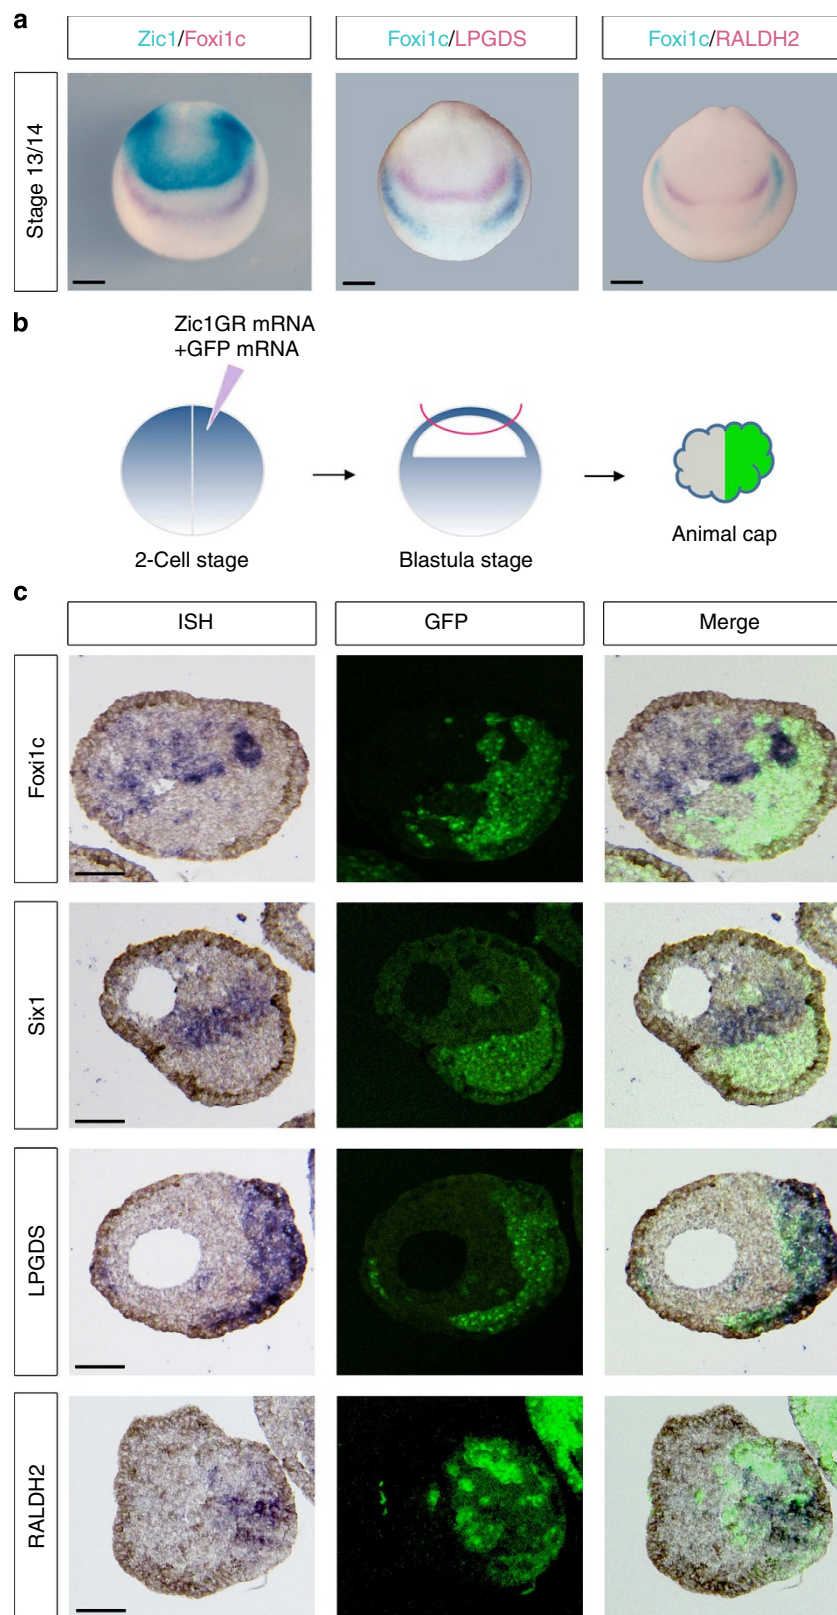 a
Zic1/Foxi1c
Foxi1c/LPGDS
Foxi1c/RALDH2
Stage 13/14
b
Zic1GR mRNA
+GFP mRNA
2-Cell stage
Blastula stage
Animal cap
c
ISH
GFP
Merge
Foxi1c
Six1
LPGDS
RALDH2